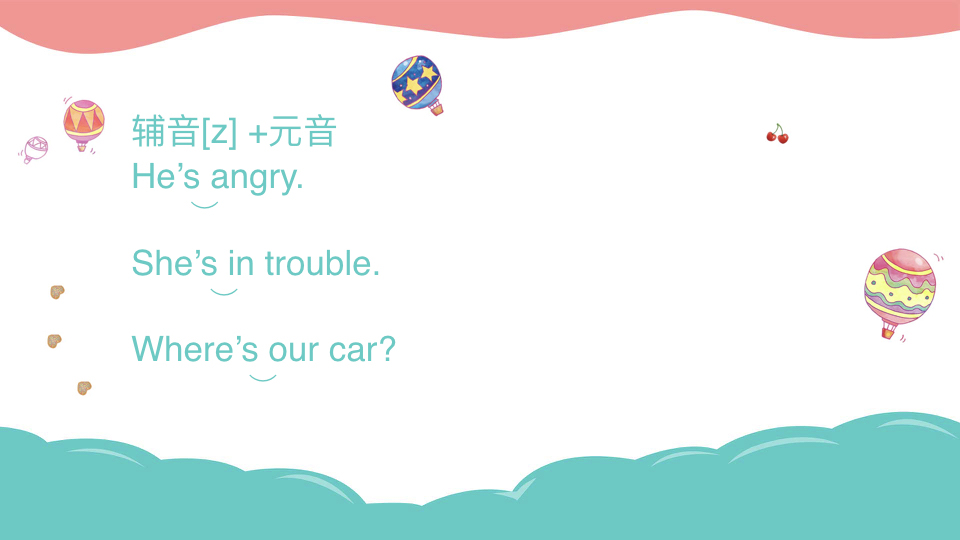 辅音[z] +元音
He’s angry.
She’s in trouble.
Where’s our car?